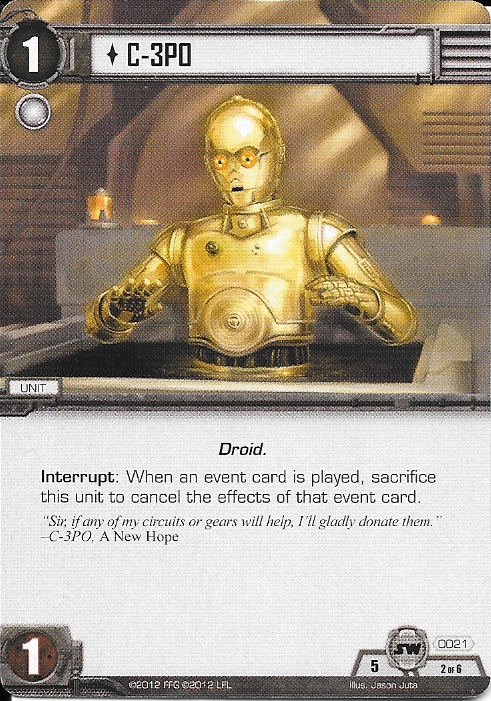 1
C-3PO
UNIT
Droid.
Interrupt: When an event card is played, sacrifice
this unit to cancel the effects of that event card.
"Sir, if any of my circuits or gears will help, I'll gladly donate them."
–C-3PO, A New Hope
1
5
SW
0021
2 of 6
©2012 FFG ©2012 LFL
Illus. Jason Juta